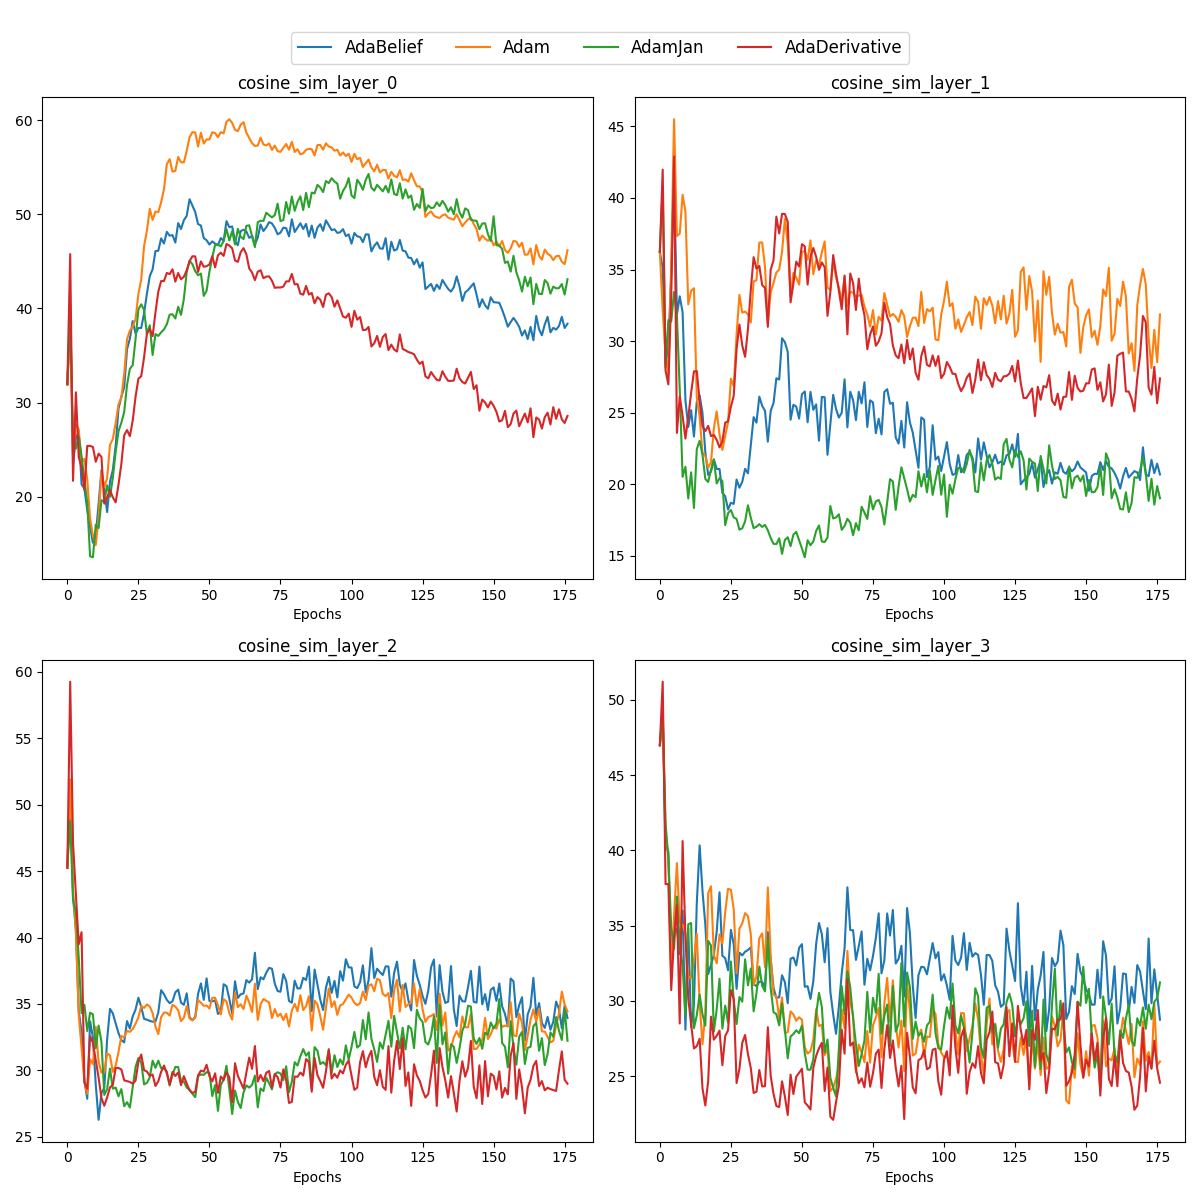 AdaBelief Adam AdamJan AdaDerivative
cosine_sim_layer_0
60
50
40
30
20
0 25 50 75 100 125 150 175
Epochs
cosine_sim_layer_1
45
40
35
30
25
20
15
0 25 50 75 100 125 150 175
Epochs
cosine_sim_layer_2
60
55
50
45
40
35
30
25
0 25 50 75 100 125 150 175
Epochs
cosine_sim_layer_3
50
45
40
35
30
25
0 25 50 75 100 125 150 175
Epochs